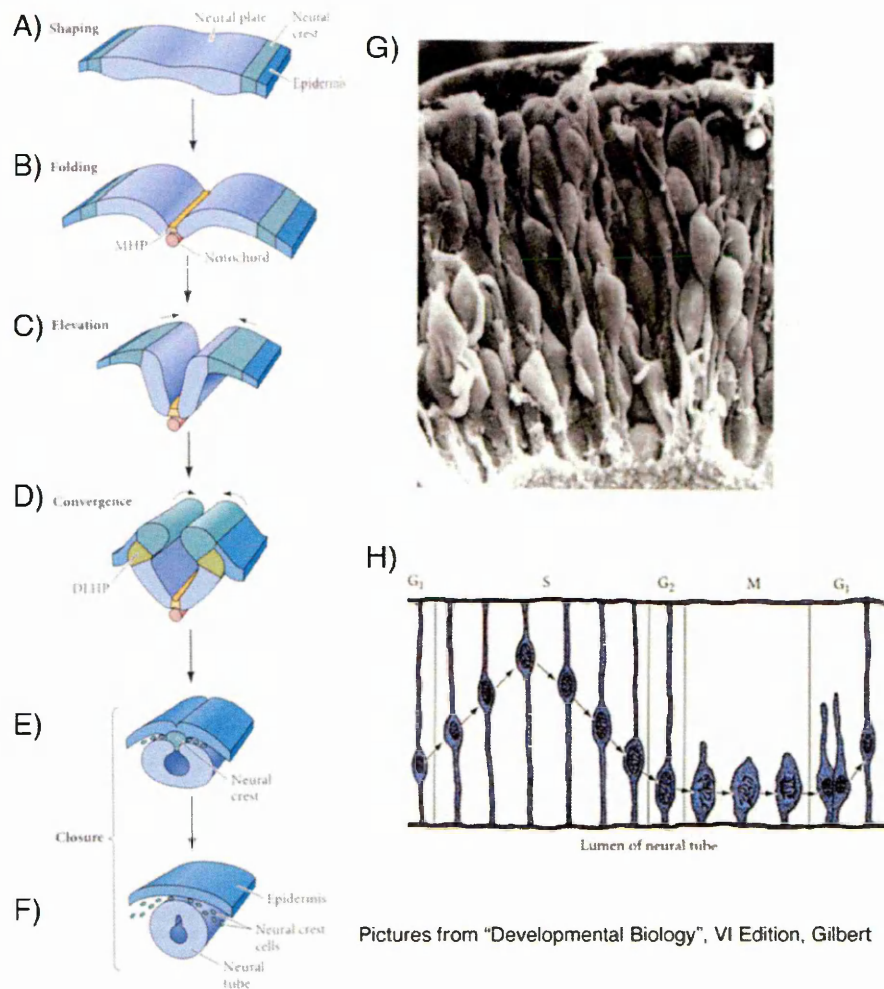 A) Shaping
Neural plate
Neural
crest
Epidermis
B) Folding
MHP
Notochord
C) Elevation
D) Convergence
DLHP
E)
Neural
crest
Closure
F)
Epidermis
Neural crest
cells
Neural
tube
G)
H)
G₁ S G₂ M G₁
Lumen of neural tube
Pictures from “Developmental Biology”, VI Edition, Gilbert